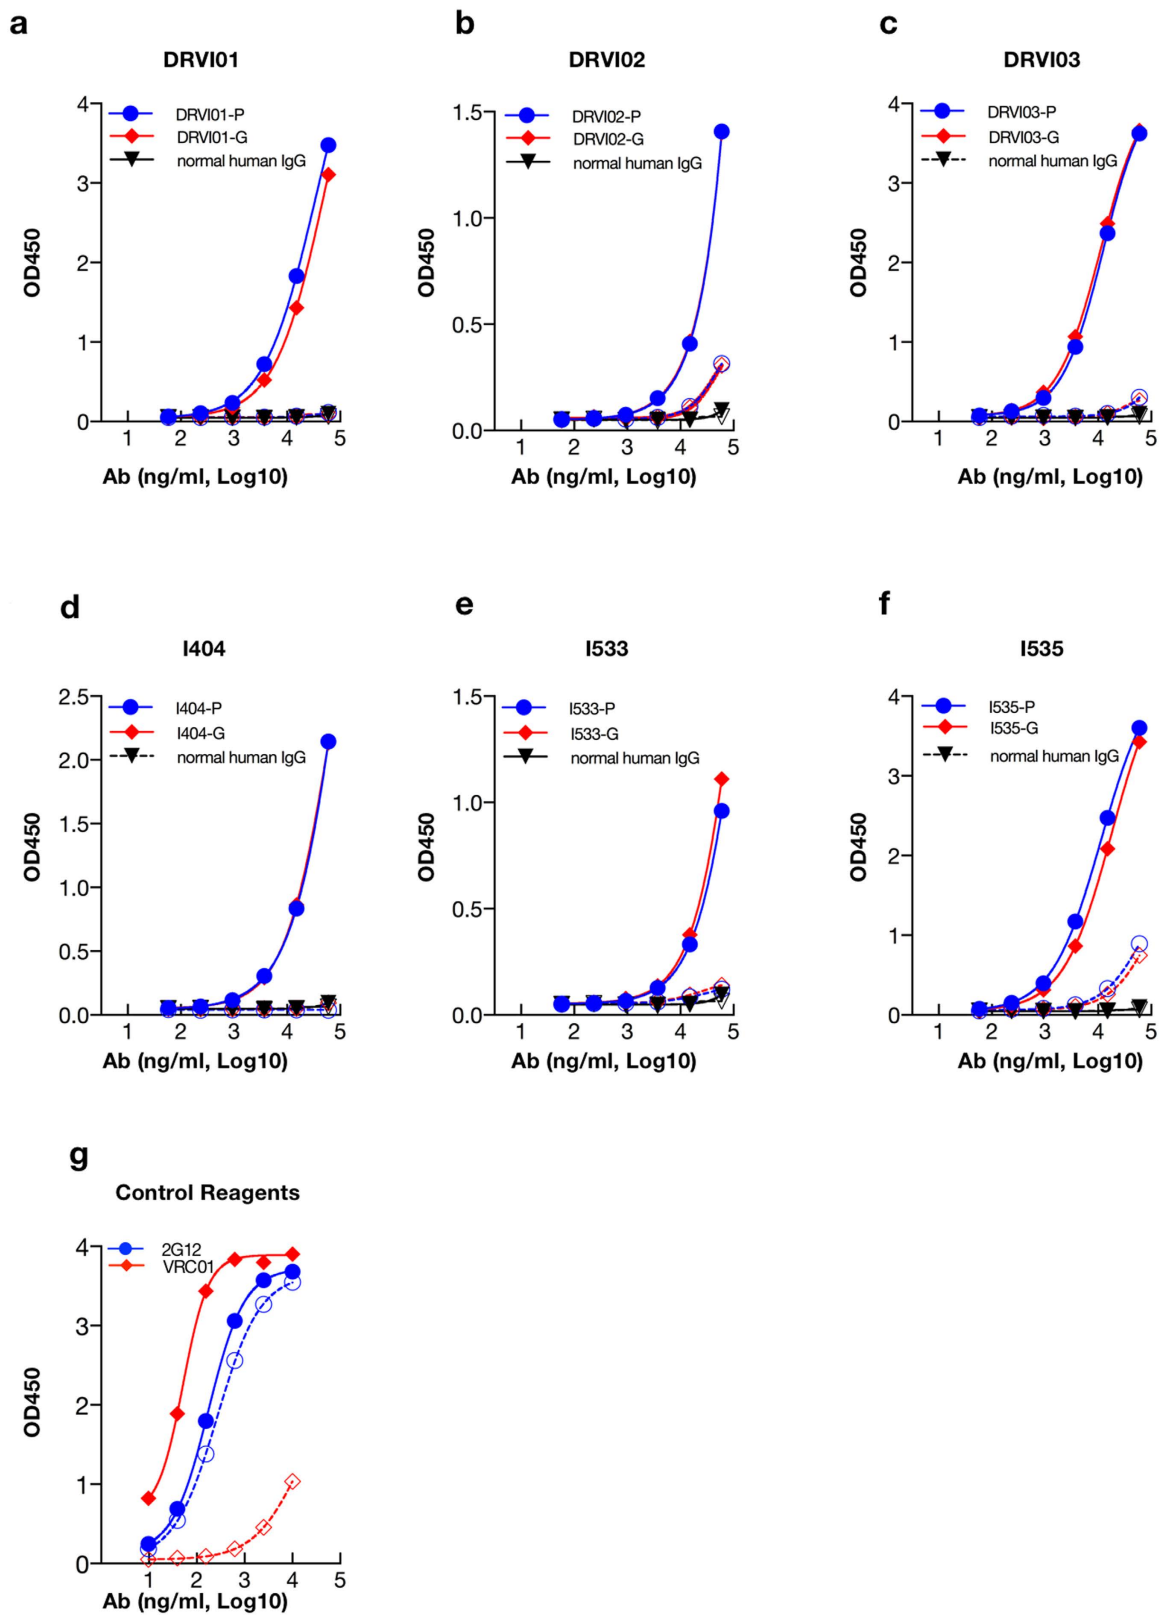 a
DRVI01
4
3
2
1
0
OD450
DRVI01-P
DRVI01-G
normal human IgG
1 2 3 4 5
Ab (ng/ml, Log10)
b
DRVI02
1.5
1.0
0.5
0.0
OD450
DRVI02-P
DRVI02-G
normal human IgG
1 2 3 4 5
Ab (ng/ml, Log10)
c
DRVI03
4
3
2
1
0
OD450
DRVI03-P
DRVI03-G
normal human IgG
1 2 3 4 5
Ab (ng/ml, Log10)
d
I404
2.5
2.0
1.5
1.0
0.5
0.0
OD450
I404-P
I404-G
normal human IgG
1 2 3 4 5
Ab (ng/ml, Log10)
e
I533
1.5
1.0
0.5
0.0
OD450
I533-P
I533-G
normal human IgG
1 2 3 4 5
Ab (ng/ml, Log10)
f
I535
4
3
2
1
0
OD450
I535-P
I535-G
normal human IgG
1 2 3 4 5
Ab (ng/ml, Log10)
g
Control Reagents
4
3
2
1
0
OD450
2G12
VRC01
1 2 3 4 5
Ab (ng/ml, Log10)